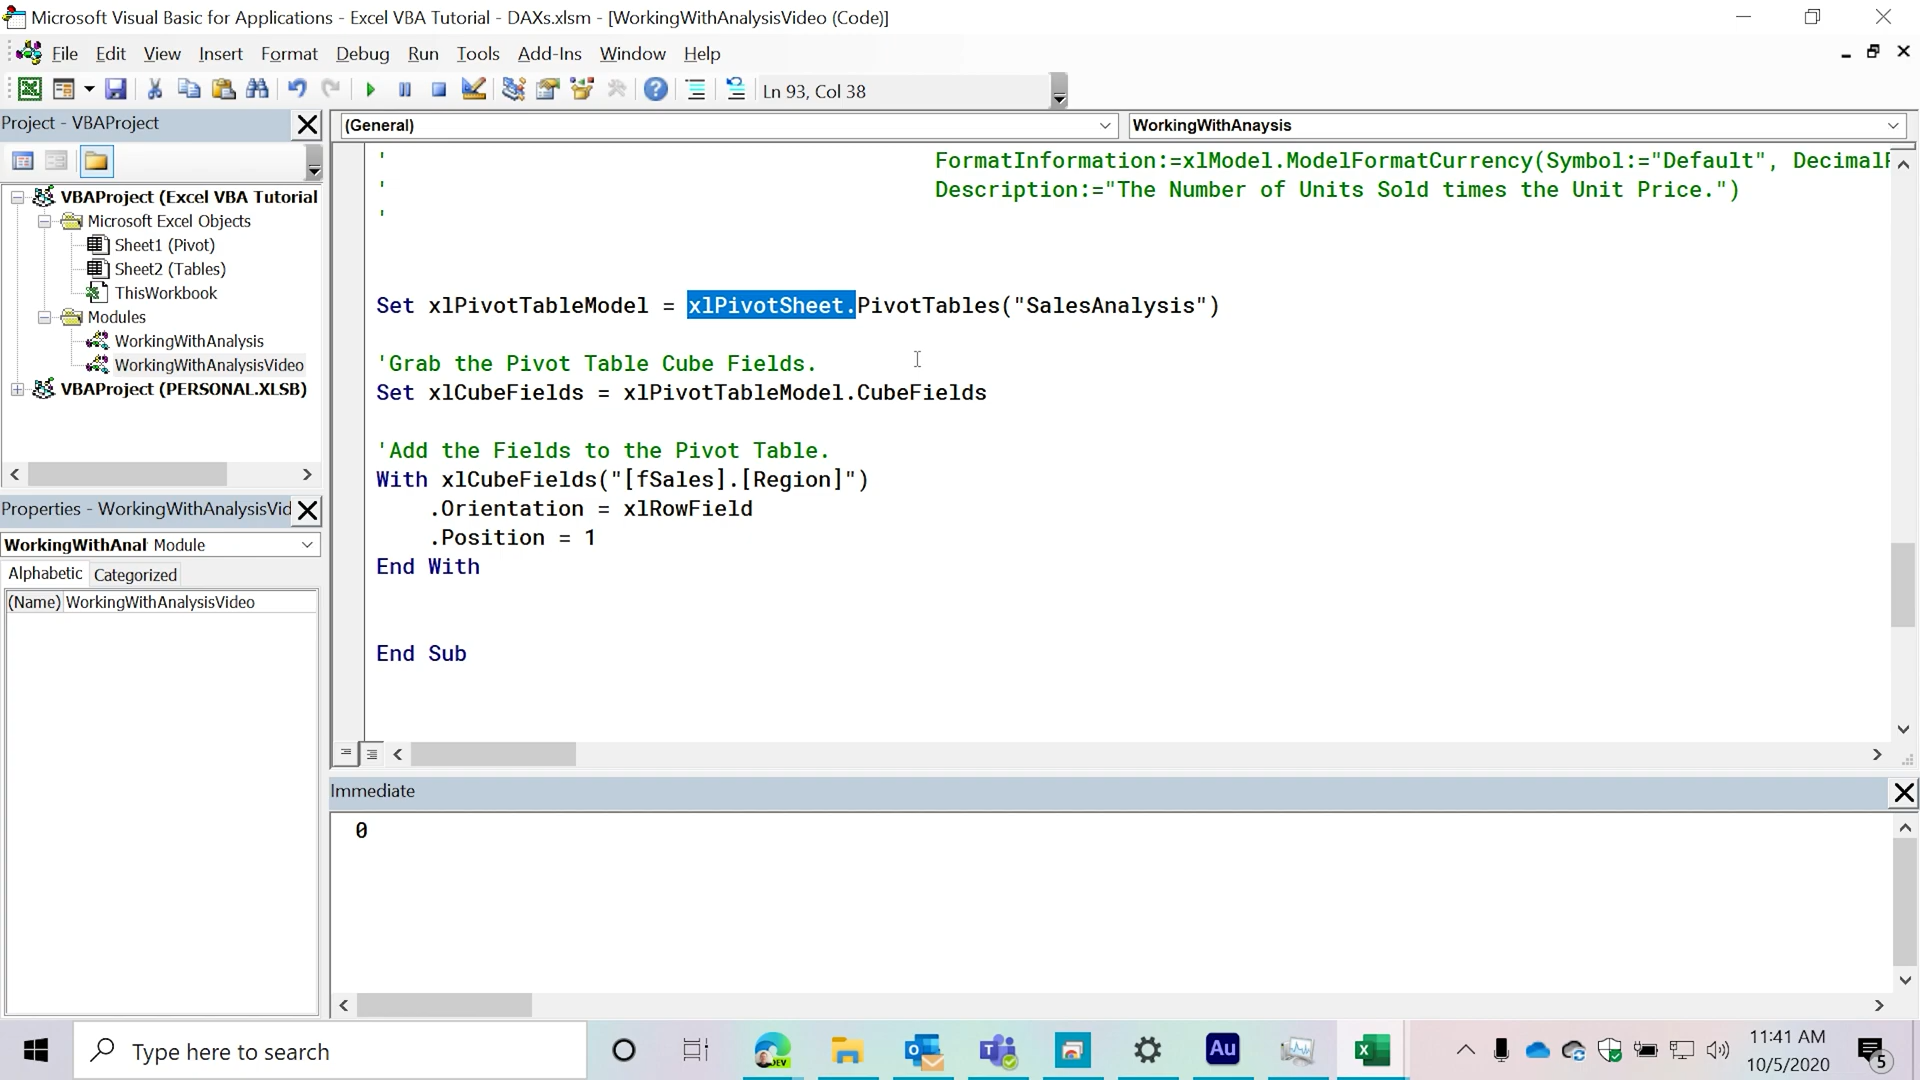 Microsoft Visual Basic for Applications - Excel VBA Tutorial - DAXs.xlsm - [WorkingWithAnalysisVideo (Code)]
File Edit View Insert Format Debug Run Tools Add-Ins Window Help
Ln 93, Col 38
Project - VBAProject
VBAProject (Excel VBA Tutorial
Microsoft Excel Objects
Sheet1 (Pivot)
Sheet2 (Tables)
ThisWorkbook
Modules
WorkingWithAnalysis
WorkingWithAnalysisVideo
VBAProject (PERSONAL.XLSB)
Properties - WorkingWithAnalysisVid
WorkingWithAnal Module
Alphabetic Categorized
(Name) WorkingWithAnalysisVideo
(General) WorkingWithAnaysis
' FormatInformation:=xlModel.ModelFormatCurrency(Symbol:="Default", Decimal
' Description:="The Number of Units Sold times the Unit Price.")
'
Set xlPivotTableModel = xlPivotSheet.PivotTables("SalesAnalysis")
'Grab the Pivot Table Cube Fields.
Set xlCubeFields = xlPivotTableModel.CubeFields
'Add the Fields to the Pivot Table.
With xlCubeFields("[fSales].[Region]")
.Orientation = xlRowField
.Position = 1
End With
End Sub
Immediate
0
Type here to search
DEV
Au
11:41 AM
10/5/2020
5